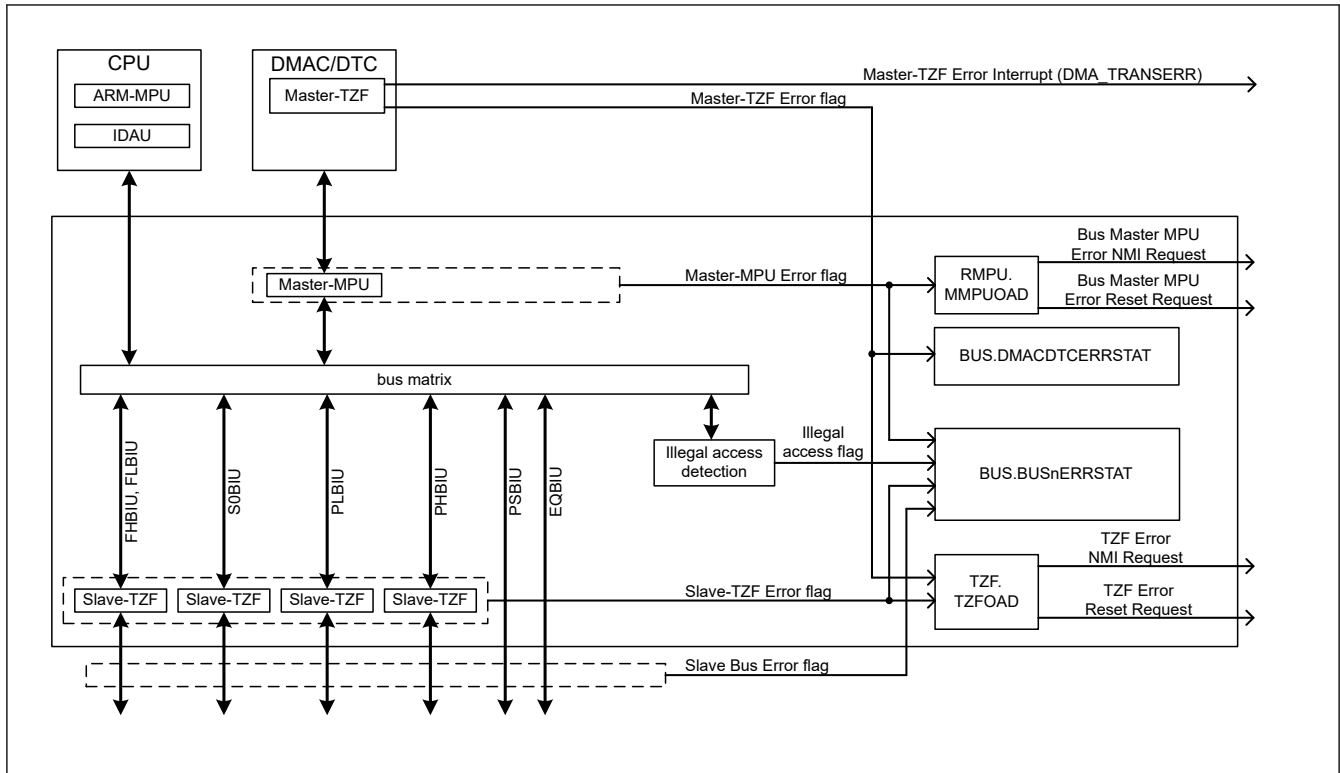 CPU
ARM-MPU
IDAU
DMAC/DTC
Master-TZF
Master-TZF Error Interrupt (DMA_TRANSERR)
Master-TZF Error flag
Master-MPU
Master-MPU Error flag
RMPU.
MMPUOAD
Bus Master MPU
Error NMI Request
Bus Master MPU
Error Reset Request
BUS.DMACDTCERRSTAT
bus matrix
FHBIU, FLBIU
S0BIU
PLBIU
PHBIU
PSBIU
EQBIU
Illegal access
detection
Illegal
access flag
BUS.BUSnERRSTAT
Slave-TZF
Slave-TZF
Slave-TZF
Slave-TZF
Slave-TZF Error flag
TZF.
TZFOAD
TZF Error
NMI Request
TZF Error
Reset Request
Slave Bus Error flag